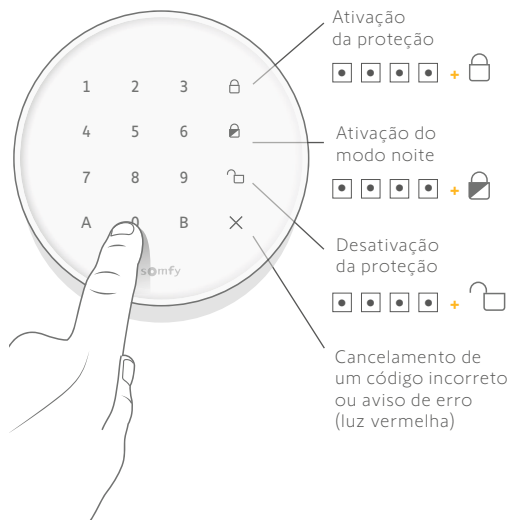 Ativação
da proteção
+
1 2 3
4 5 6
Ativação do
modo noite
+
7 8 9
A 0 B
somfy
Desativação
da proteção
+
Cancelamento de
um código incorreto
ou aviso de erro
(luz vermelha)